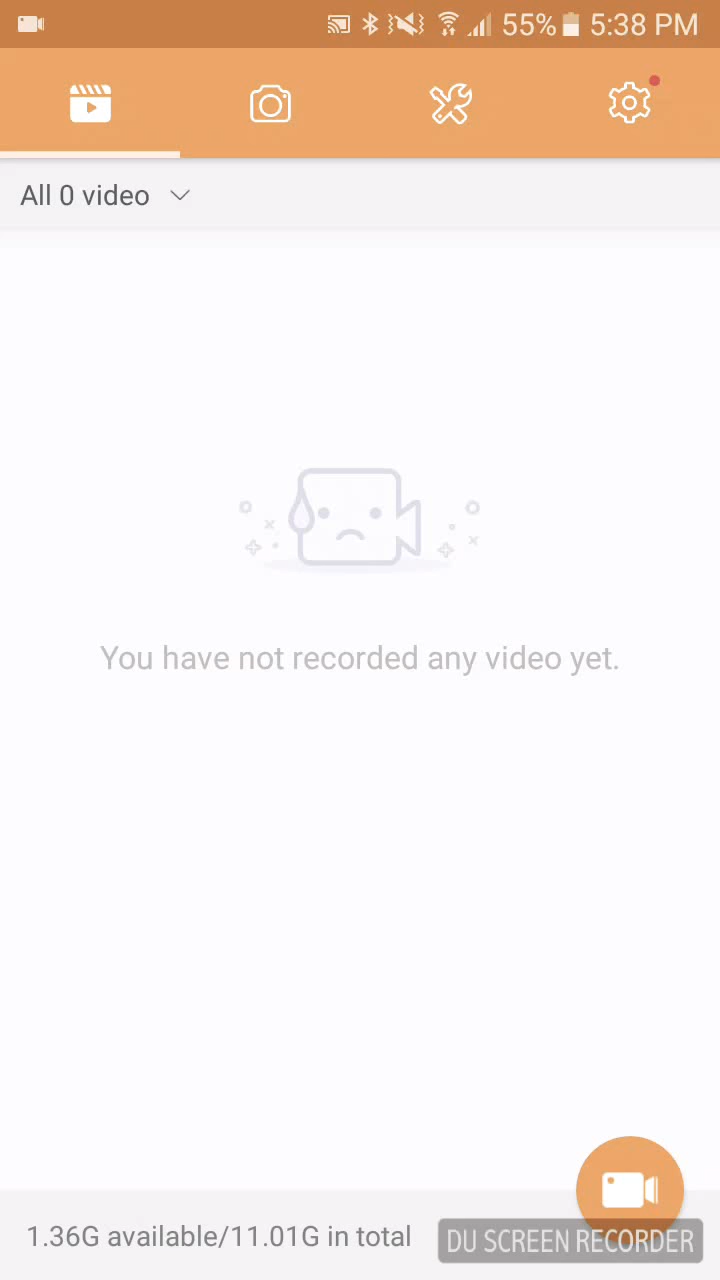 55% 5:38 PM
All 0 video
You have not recorded any video yet.
1.36G available/11.01G in total
DU SCREEN RECORDER